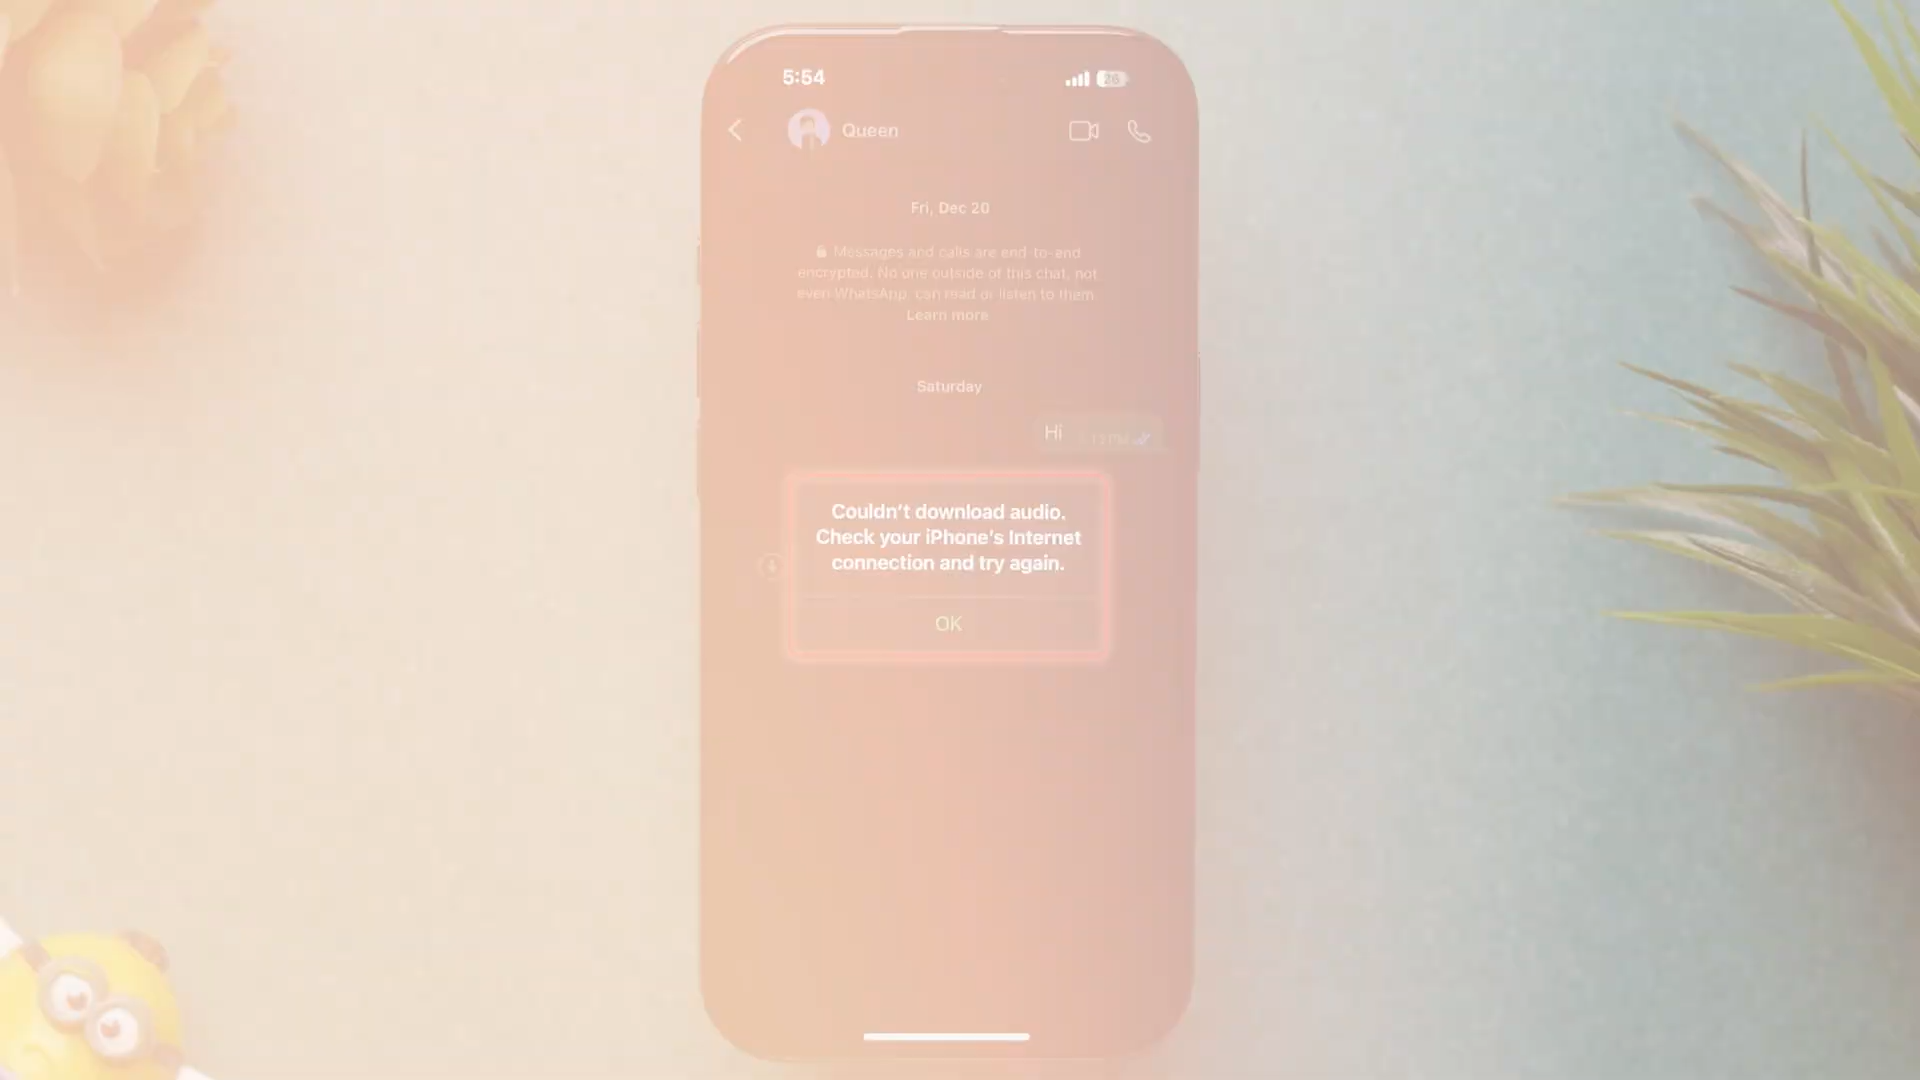 5:54
26
Queen
Fri, Dec 20
Messages and calls are end-to-end
encrypted. No one outside of this chat, not
even WhatsApp, can read or listen to them.
Learn more
Saturday
Hi
Couldn't download audio.
Check your iPhone's Internet
connection and try again.
OK